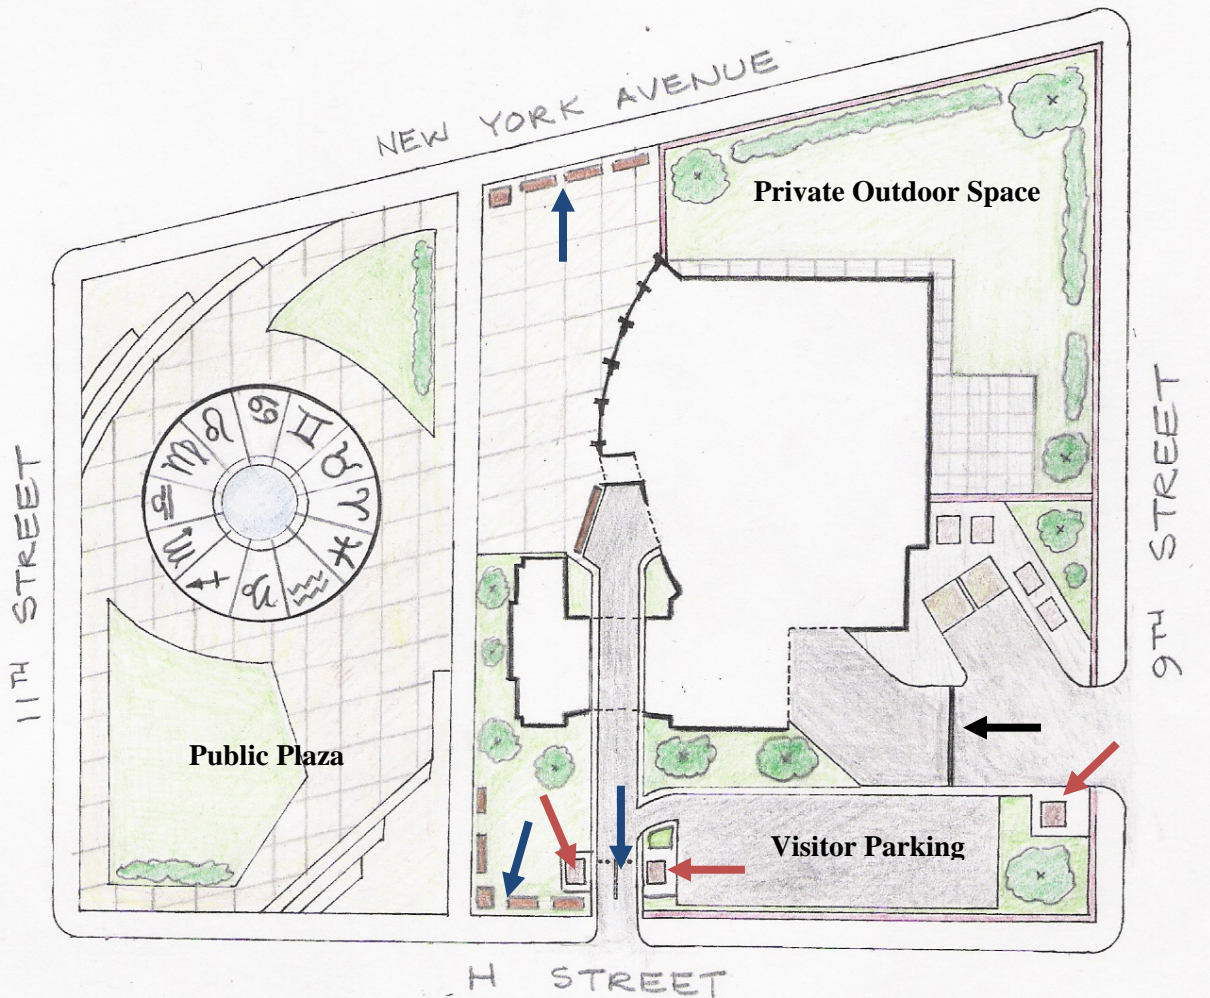 NEW YORK AVENUE
Private Outdoor Space
11TH STREET
9TH STREET
Public Plaza
Visitor Parking
H STREET
♋ ♊ ♉ ♈ ♓ ♒ ♑ ♐ ♏ ♎ ♍ ♌